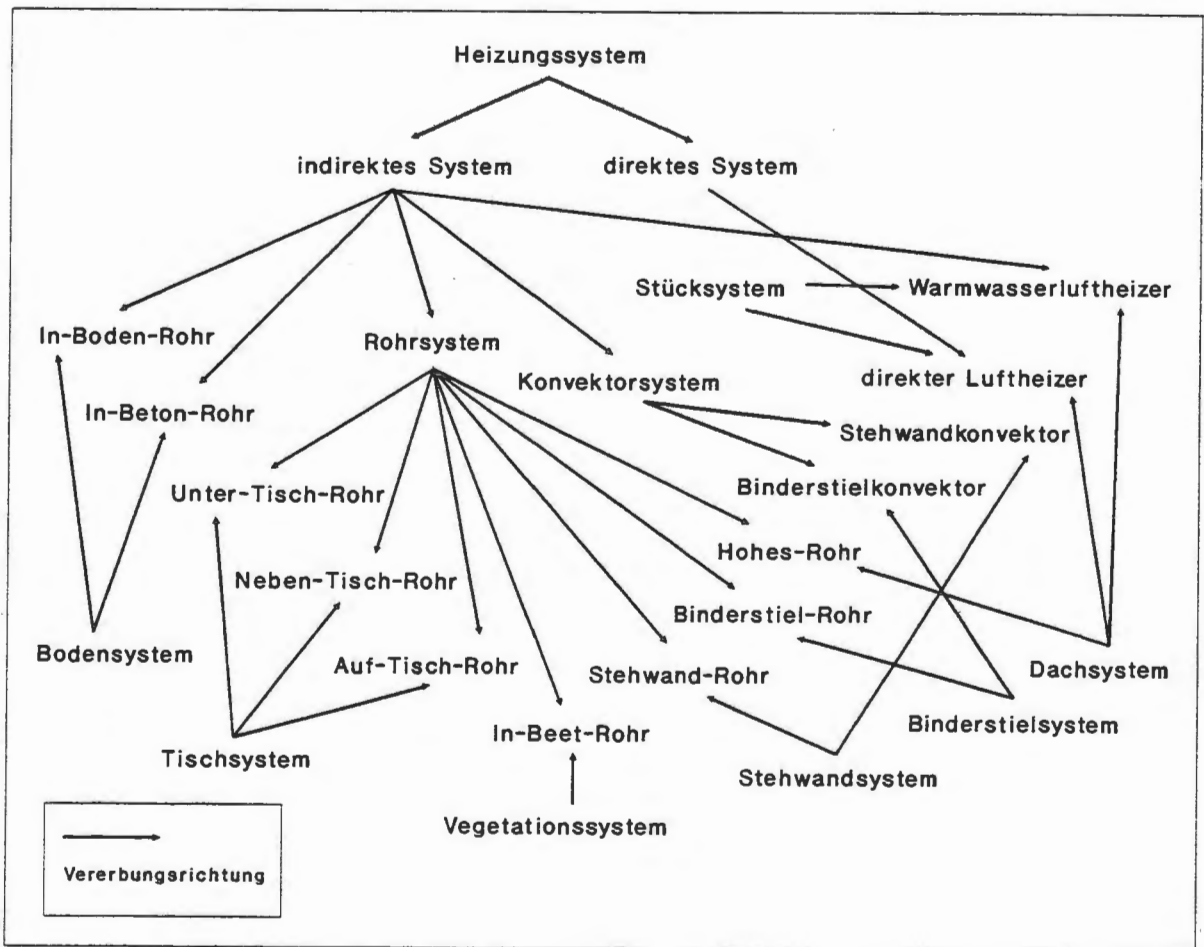 Heizungssystem
indirektes System
direktes System
Stücksystem
Warmwasserluftheizer
In-Boden-Rohr
Rohrsystem
Konvektorsystem
direkter Luftheizer
In-Beton-Rohr
Stehwandkonvektor
Unter-Tisch-Rohr
Binderstielkonvektor
Hohes-Rohr
Neben-Tisch-Rohr
Binderstiel-Rohr
Bodensystem
Auf-Tisch-Rohr
Stehwand-Rohr
Dachsystem
In-Beet-Rohr
Binderstielsystem
Tischsystem
Stehwandsystem
Vegetationssystem
Vererbungsrichtung